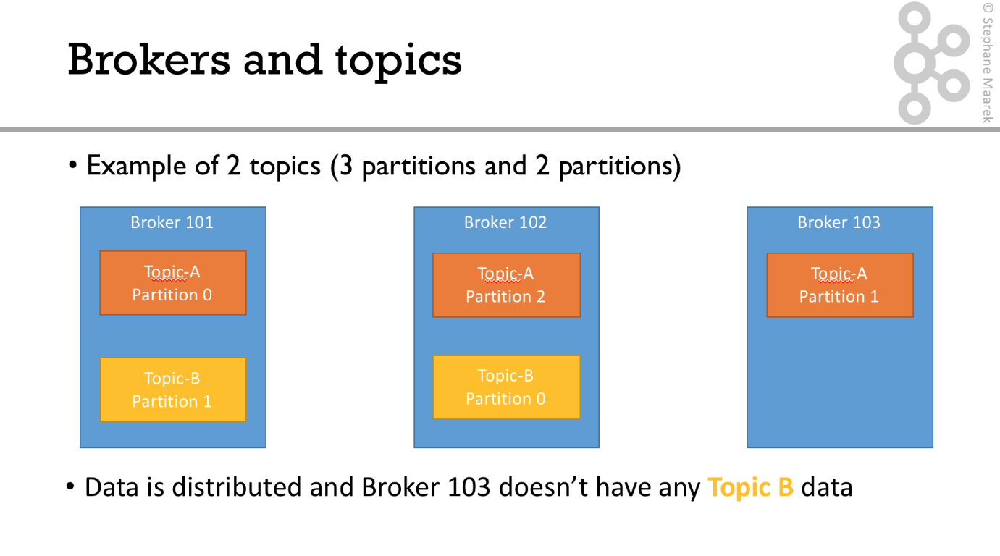 Brokers and topics
© Stephane Maarek
• Example of 2 topics (3 partitions and 2 partitions)
Broker 101
Topic-A
Partition 0
Topic-B
Partition 1
Broker 102
Topic-A
Partition 2
Topic-B
Partition 0
Broker 103
Topic-A
Partition 1
• Data is distributed and Broker 103 doesn’t have any Topic B data